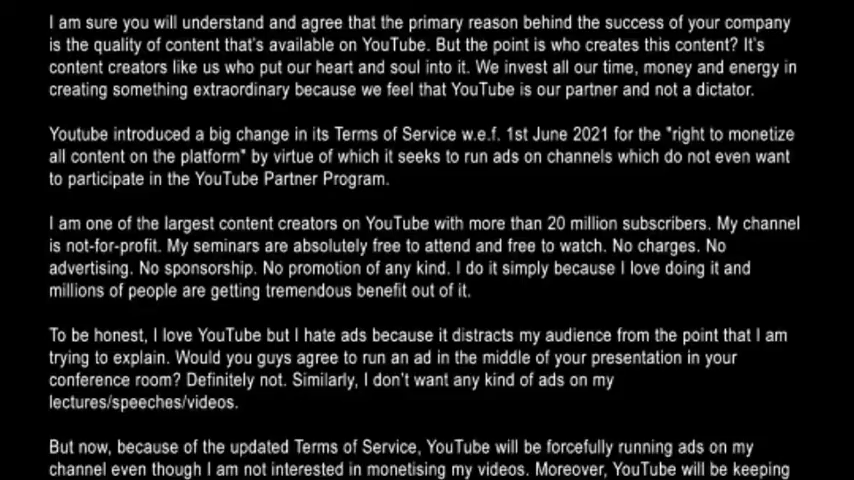 I am sure you will understand and agree that the primary reason behind the success of your company
is the quality of content that's available on YouTube. But the point is who creates this content? It's
content creators like us who put our heart and soul into it. We invest all our time, money and energy in
creating something extraordinary because we feel that YouTube is our partner and not a dictator.
Youtube introduced a big change in its Terms of Service w.e.f. 1st June 2021 for the "right to monetize
all content on the platform" by virtue of which it seeks to run ads on channels which do not even want
to participate in the YouTube Partner Program.
I am one of the largest content creators on YouTube with more than 20 million subscribers. My channel
is not-for-profit. My seminars are absolutely free to attend and free to watch. No charges. No
advertising. No sponsorship. No promotion of any kind. I do it simply because I love doing it and
millions of people are getting tremendous benefit out of it.
To be honest, I love YouTube but I hate ads because it distracts my audience from the point that I am
trying to explain. Would you guys agree to run an ad in the middle of your presentation in your
conference room? Definitely not. Similarly, I don't want any kind of ads on my
lectures/speeches/videos.
But now, because of the updated Terms of Service, YouTube will be forcefully running ads on my
channel even though I am not interested in monetising my videos. Moreover, YouTube will be keeping